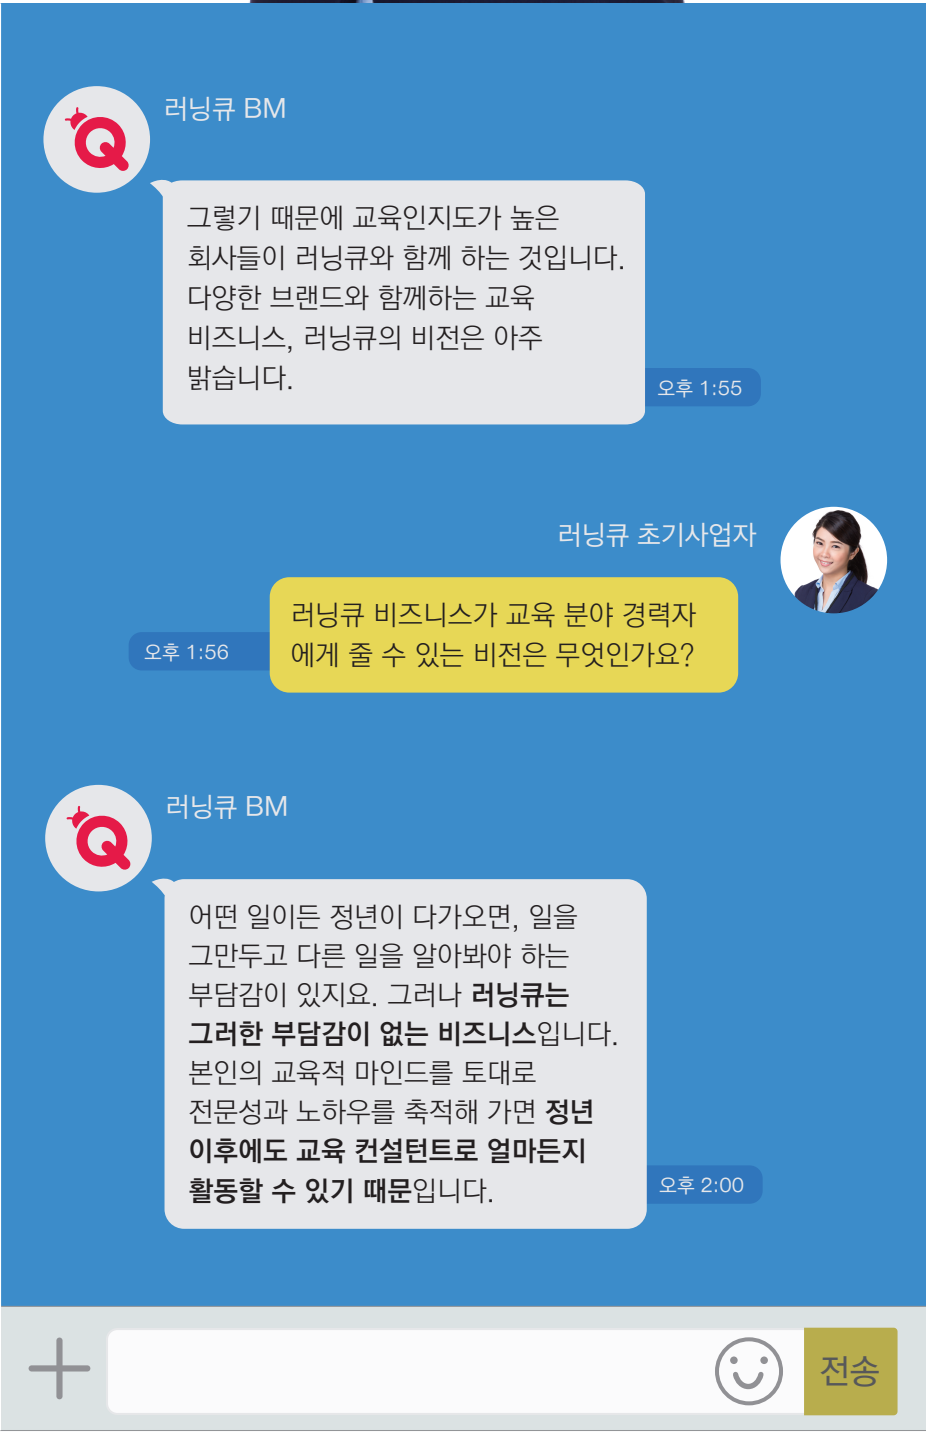 러닝큐 BM
그렇기 때문에 교육인지도가 높은
회사들이 러닝큐와 함께 하는 것입니다.
다양한 브랜드와 함께하는 교육
비즈니스, 러닝큐의 비전은 아주
밝습니다.
오후 1:55
러닝큐 초기사업자
러닝큐 비즈니스가 교육 분야 경력자
에게 줄 수 있는 비전은 무엇인가요?
오후 1:56
러닝큐 BM
어떤 일이든 정년이 다가오면, 일을
그만두고 다른 일을 알아봐야 하는
부담감이 있지요. 그러나 러닝큐는
그러한 부담감이 없는 비즈니스입니다.
본인의 교육적 마인드를 토대로
전문성과 노하우를 축적해 가면 정년
이후에도 교육 컨설턴트로 얼마든지
활동할 수 있기 때문입니다.
오후 2:00
전송